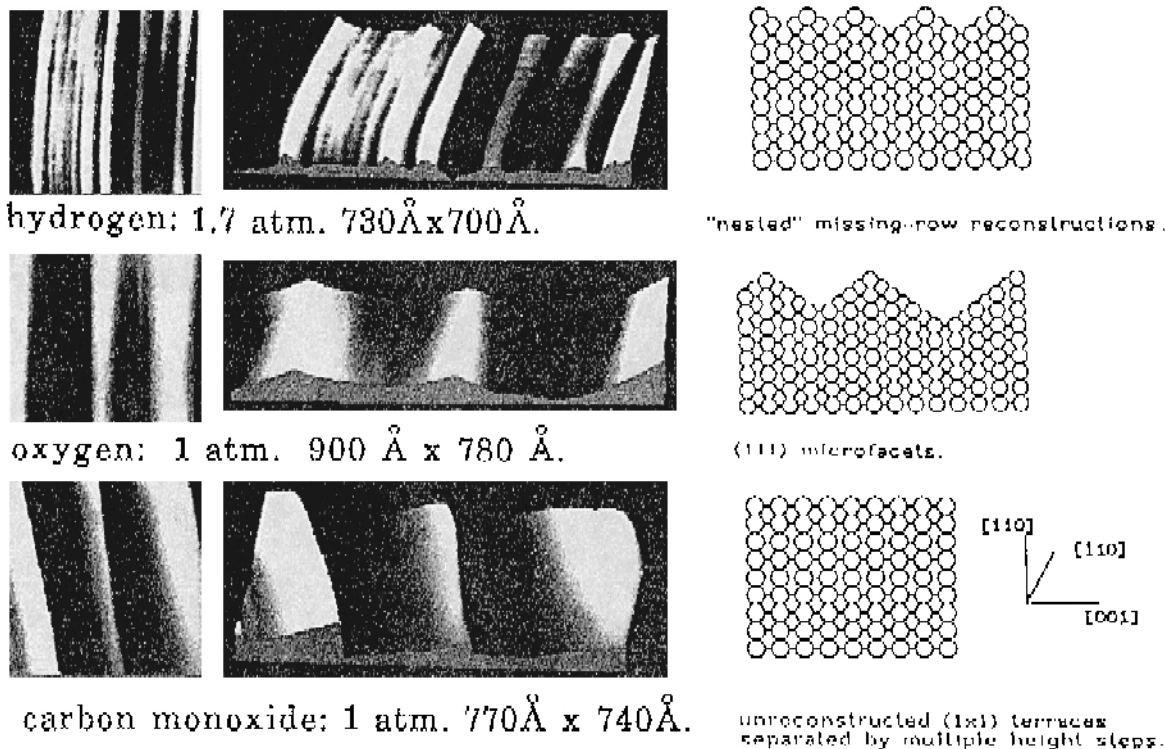 hydrogen: 1.7 atm. 730Åx700Å.
"nested" missing-row reconstructions.
oxygen: 1 atm. 900 Å x 780 Å.
(111) microfacets.
[110]
[110]
[001]
carbon monoxide: 1 atm. 770Å x 740Å.
unreconstructed (1x1) terraces
separated by multiple height steps.